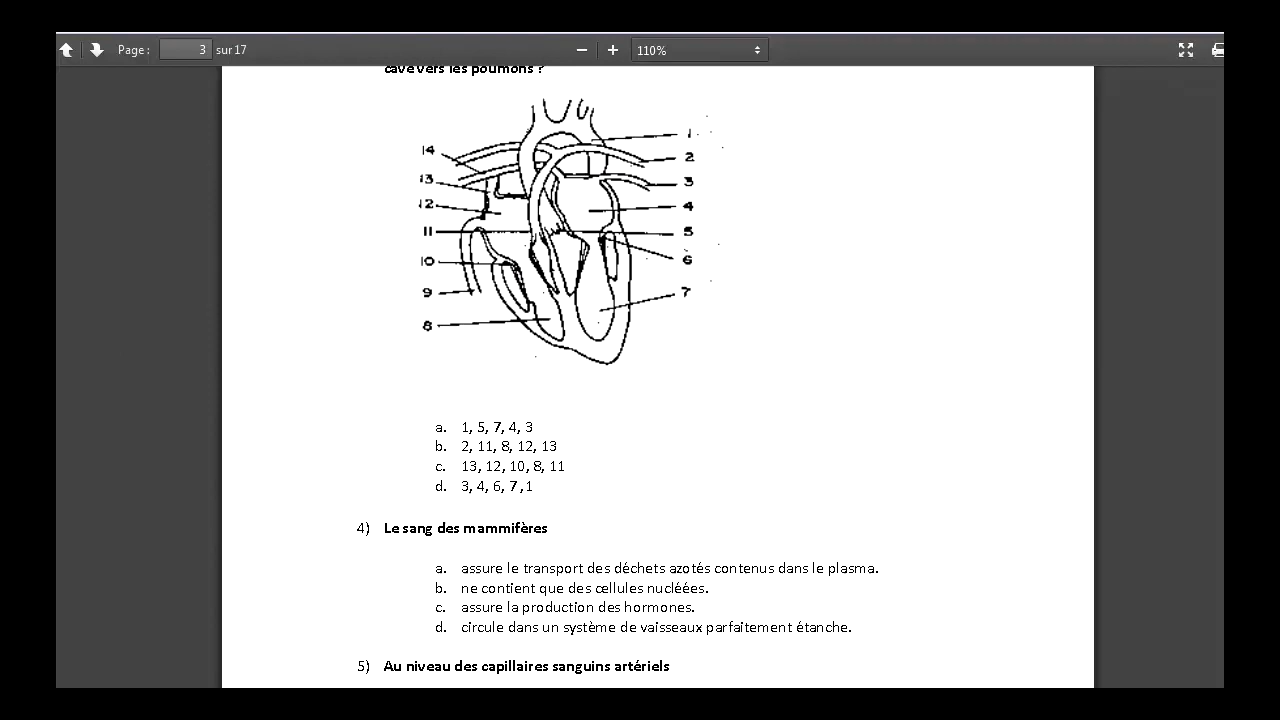 Page : 3 sur 17 110%
cave vers les poumons ?
1
14 2
13 3
12 4
11 5
10 6
9 7
8
a. 1, 5, 7, 4, 3
b. 2, 11, 8, 12, 13
c. 13, 12, 10, 8, 11
d. 3, 4, 6, 7 ,1
4) Le sang des mammifères
a. assure le transport des déchets azotés contenus dans le plasma.
b. ne contient que des cellules nucléées.
c. assure la production des hormones.
d. circule dans un système de vaisseaux parfaitement étanche.
5) Au niveau des capillaires sanguins artériels